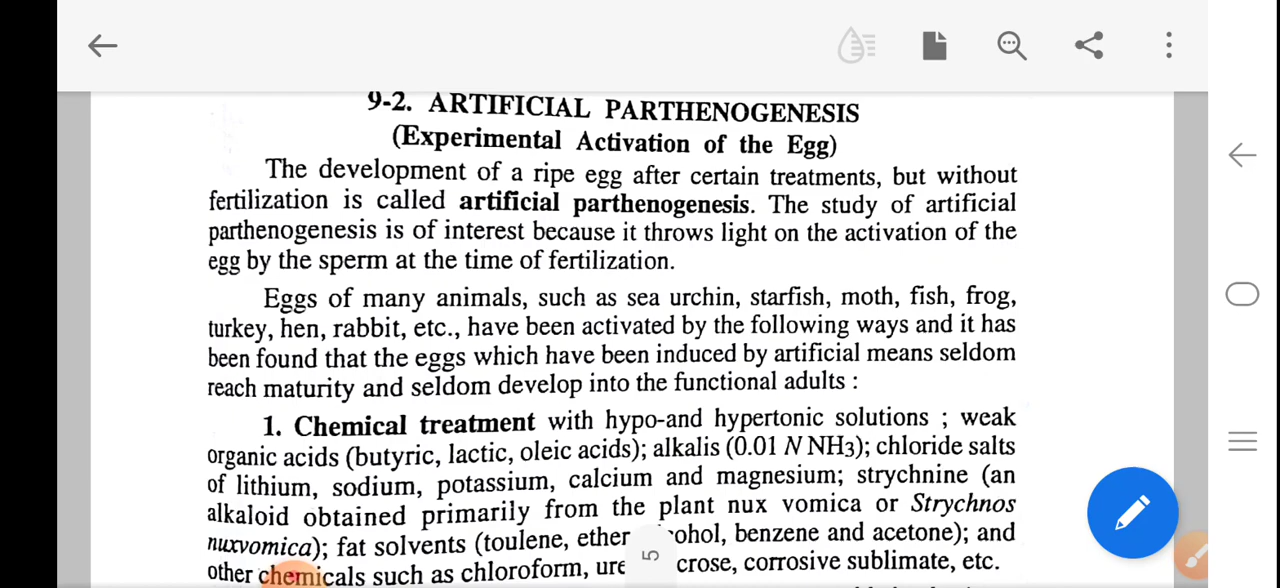 9-2. ARTIFICIAL PARTHENOGENESIS
(Experimental Activation of the Egg)
The development of a ripe egg after certain treatments, but without
fertilization is called artificial parthenogenesis. The study of artificial
parthenogenesis is of interest because it throws light on the activation of the
egg by the sperm at the time of fertilization.
Eggs of many animals, such as sea urchin, starfish, moth, fish, frog,
turkey, hen, rabbit, etc., have been activated by the following ways and it has
been found that the eggs which have been induced by artificial means seldom
reach maturity and seldom develop into the functional adults :
1. Chemical treatment with hypo-and hypertonic solutions ; weak
organic acids (butyric, lactic, oleic acids); alkalis (0.01 N NH3); chloride salts
of lithium, sodium, potassium, calcium and magnesium; strychnine (an
alkaloid obtained primarily from the plant nux vomica or Strychnos
nuxvomica); fat solvents (toulene, ether, benzene and acetone); and
other chemicals such as chloroform, corrosive sublimate, etc.
5